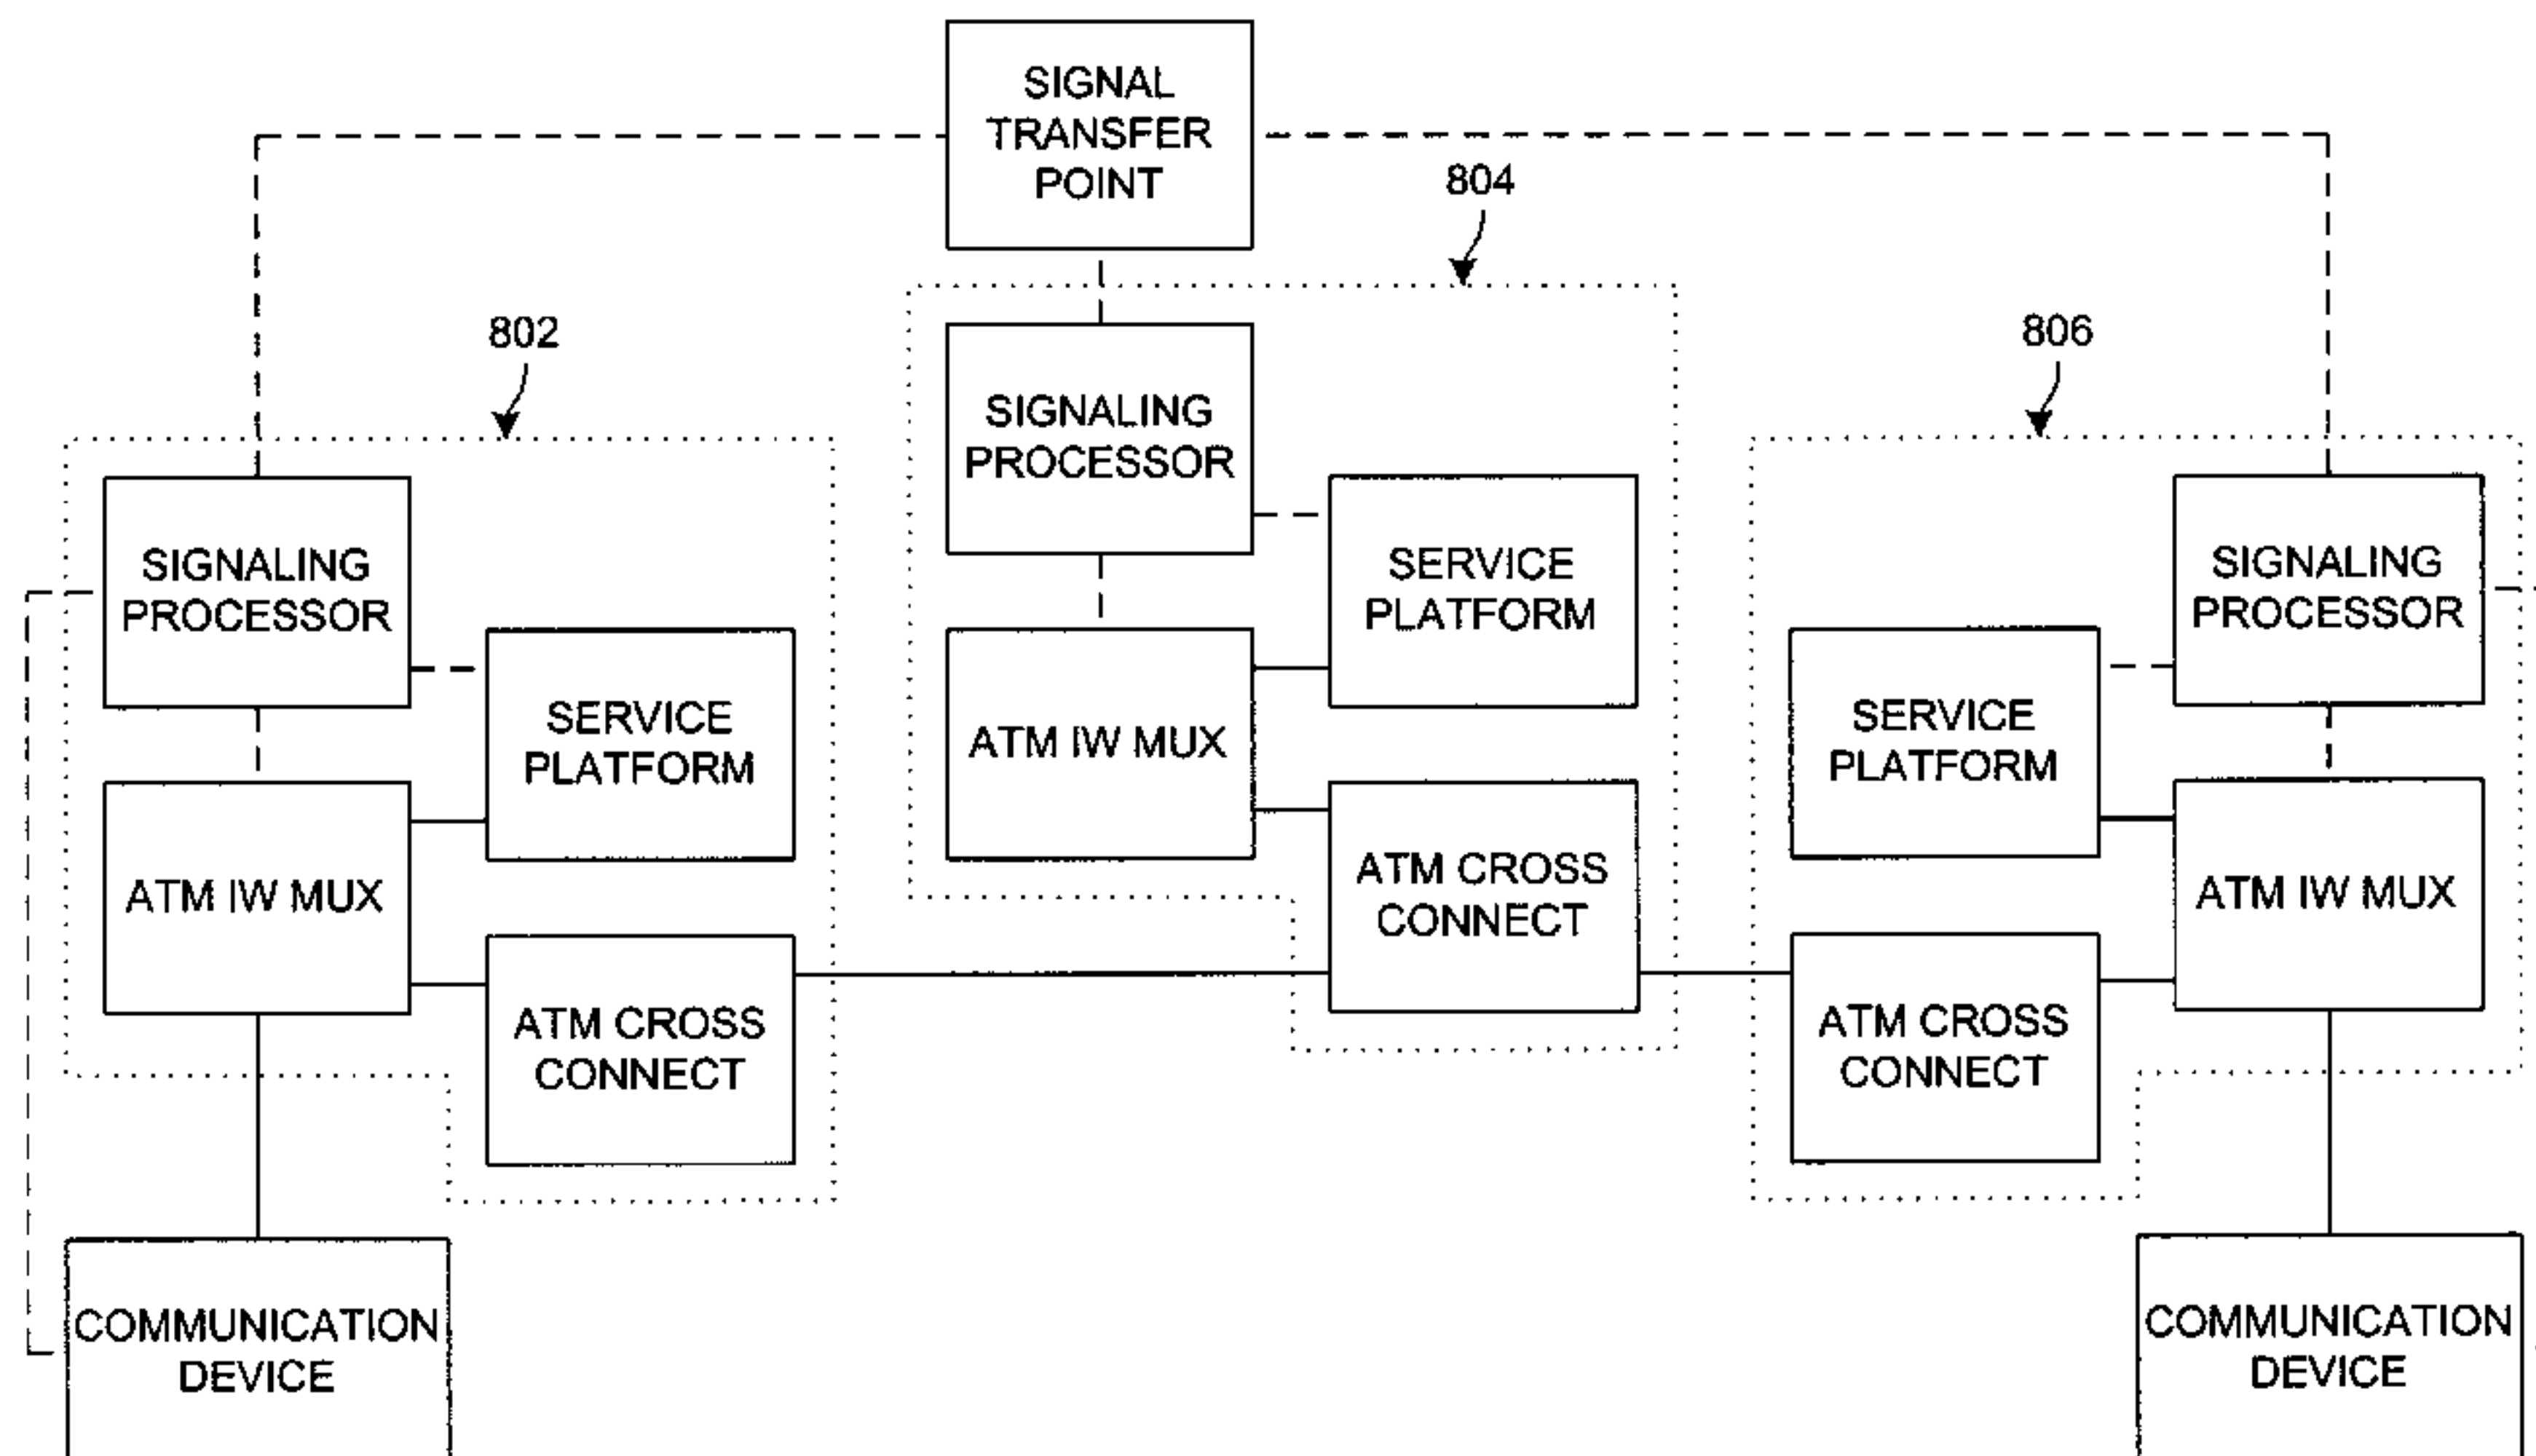 SIGNAL
TRANSFER
POINT
804
802
806
SIGNALING
PROCESSOR
SIGNALING
PROCESSOR
SERVICE
PLATFORM
SIGNALING
PROCESSOR
SERVICE
PLATFORM
ATM IW MUX
SERVICE
PLATFORM
ATM IW MUX
ATM CROSS
CONNECT
ATM IW MUX
ATM CROSS
CONNECT
ATM CROSS
CONNECT
COMMUNICATION
DEVICE
COMMUNICATION
DEVICE